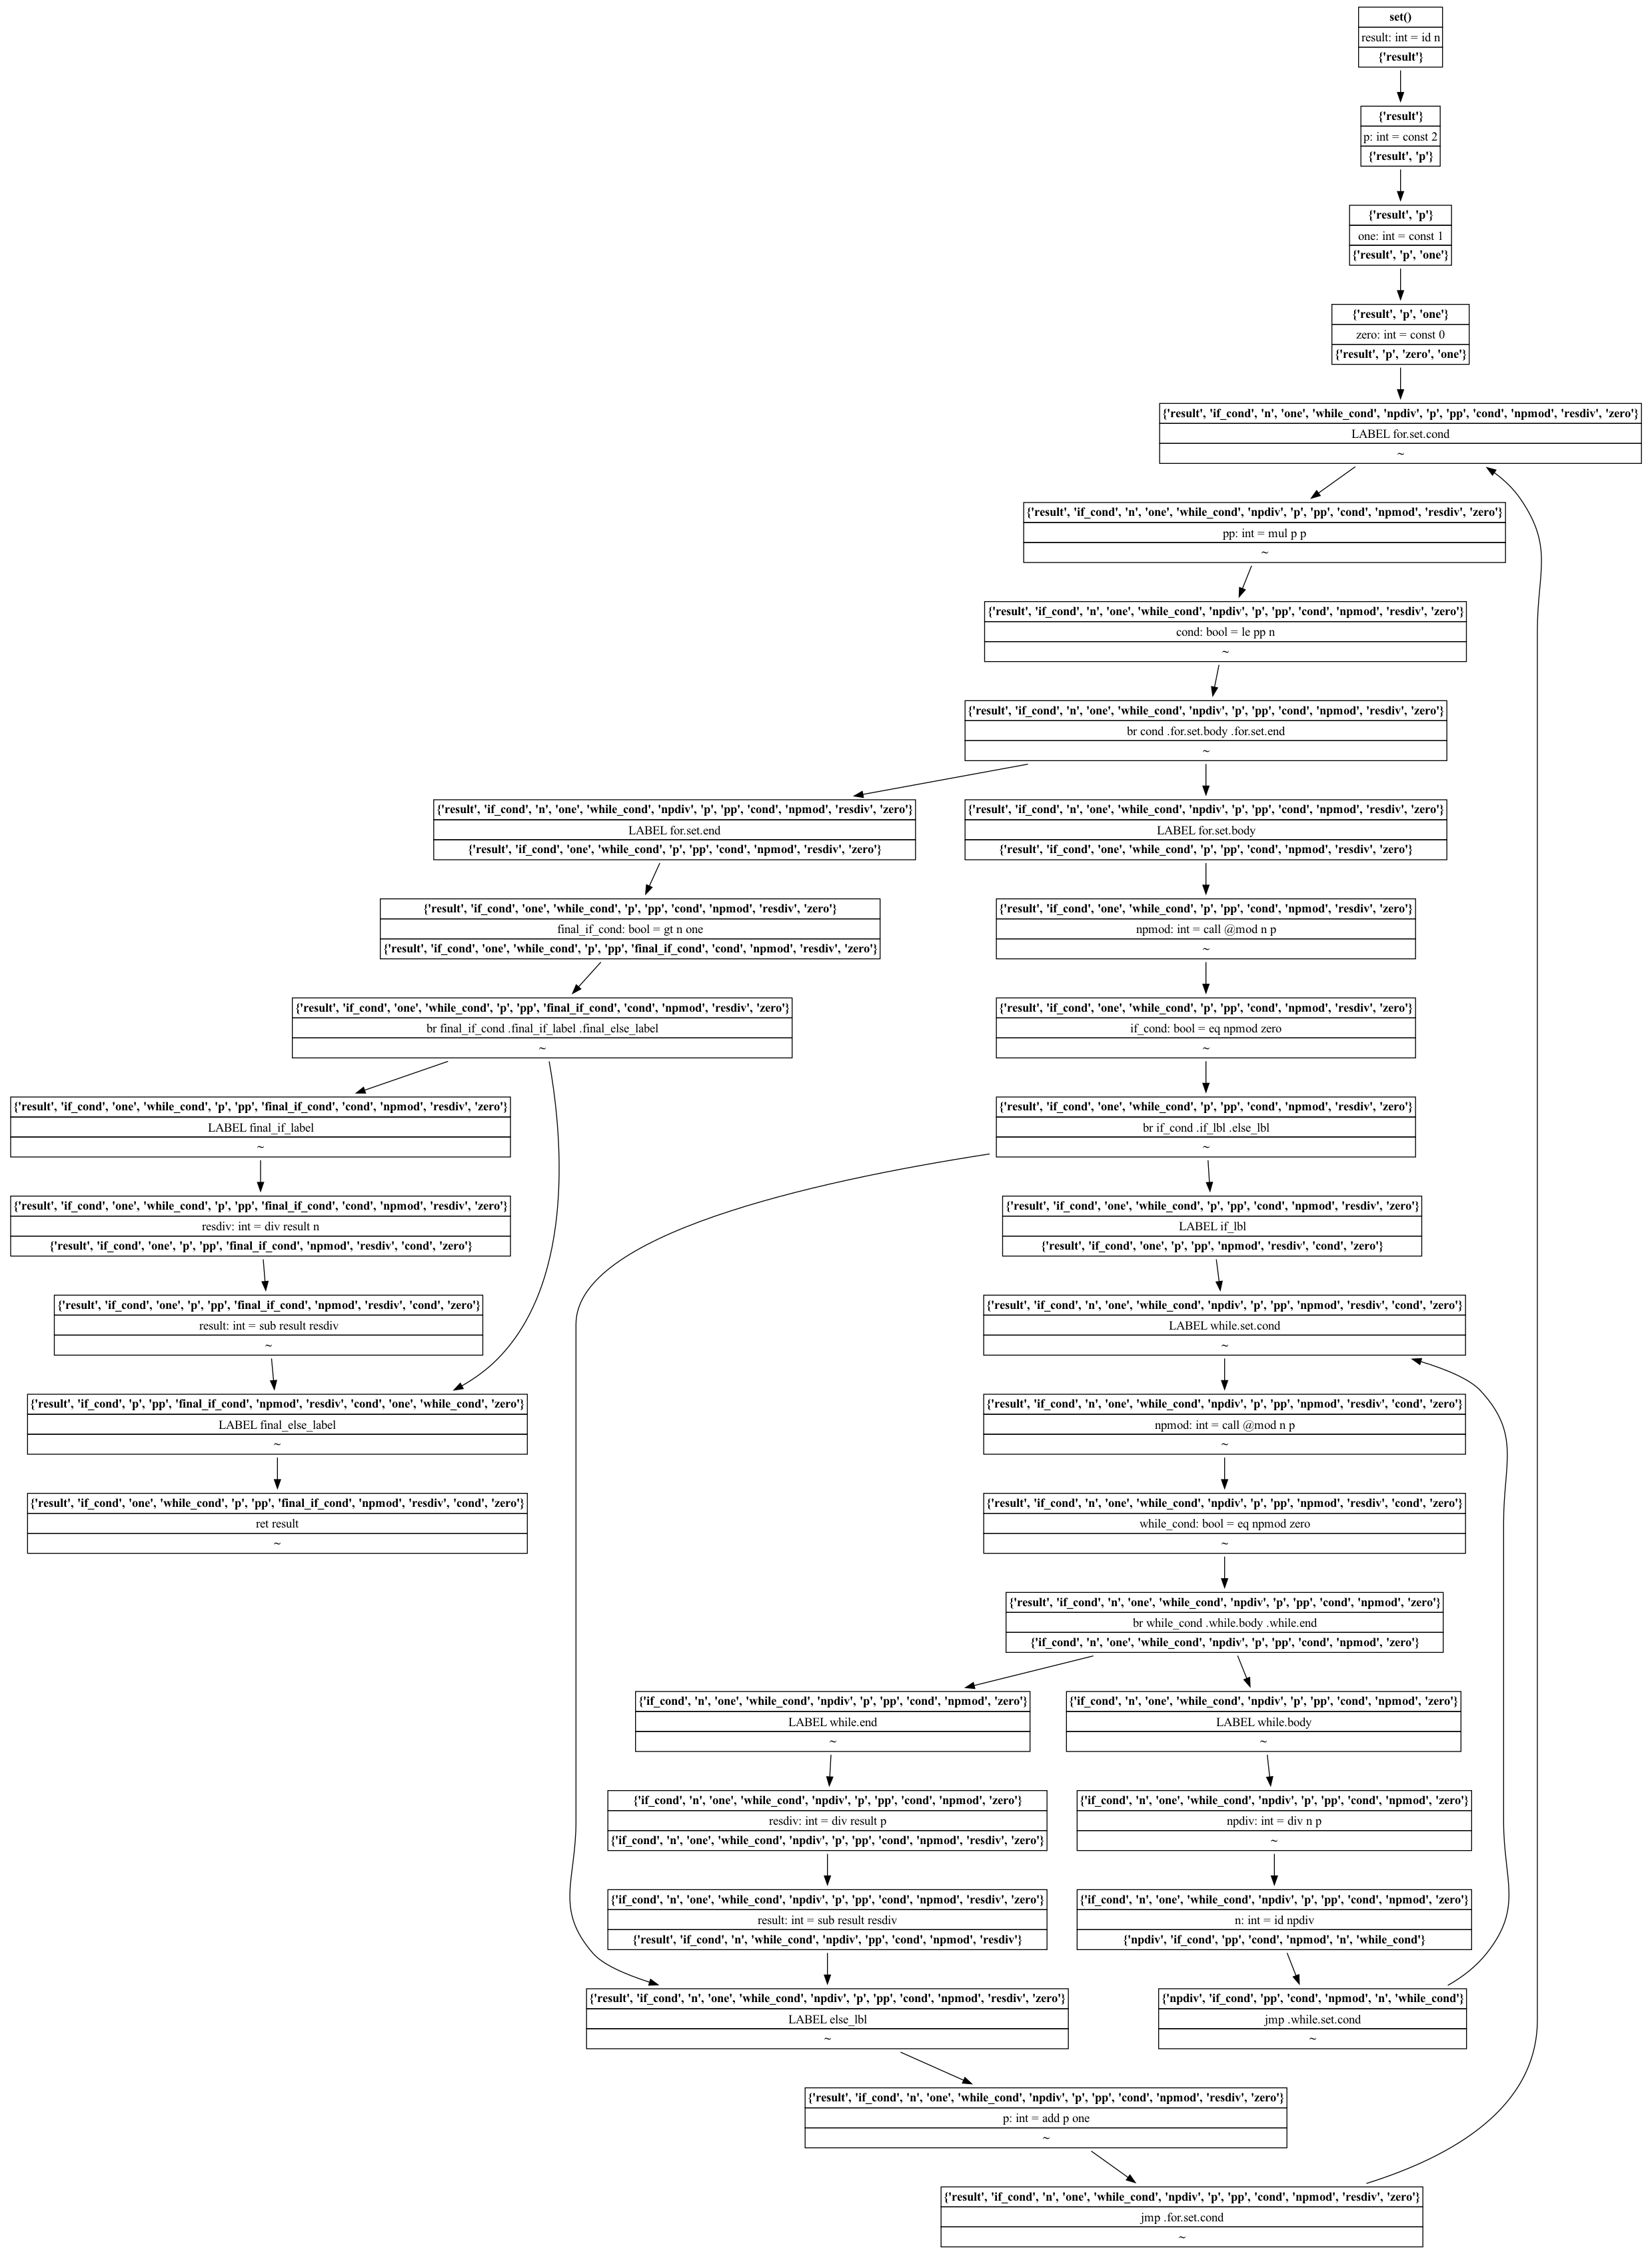 set()
result: int = id n
{'result'}
{'result'}
p: int = const 2
{'result', 'p'}
{'result', 'p'}
one: int = const 1
{'result', 'p', 'one'}
{'result', 'p', 'one'}
zero: int = const 0
{'result', 'p', 'zero', 'one'}
{'result', 'if_cond', 'n', 'one', 'while_cond', 'npdiv', 'p', 'pp', 'cond', 'npmod', 'resdiv', 'zero'}
LABEL for.set.cond
~
{'result', 'if_cond', 'n', 'one', 'while_cond', 'npdiv', 'p', 'pp', 'cond', 'npmod', 'resdiv', 'zero'}
pp: int = mul p p
~
{'result', 'if_cond', 'n', 'one', 'while_cond', 'npdiv', 'p', 'pp', 'cond', 'npmod', 'resdiv', 'zero'}
cond: bool = le pp n
~
{'result', 'if_cond', 'n', 'one', 'while_cond', 'npdiv', 'p', 'pp', 'cond', 'npmod', 'resdiv', 'zero'}
br cond .for.set.body .for.set.end
~
{'result', 'if_cond', 'n', 'one', 'while_cond', 'npdiv', 'p', 'pp', 'cond', 'npmod', 'resdiv', 'zero'}
LABEL for.set.end
{'result', 'if_cond', 'one', 'while_cond', 'p', 'pp', 'cond', 'npmod', 'resdiv', 'zero'}
{'result', 'if_cond', 'n', 'one', 'while_cond', 'npdiv', 'p', 'pp', 'cond', 'npmod', 'resdiv', 'zero'}
LABEL for.set.body
{'result', 'if_cond', 'one', 'while_cond', 'p', 'pp', 'cond', 'npmod', 'resdiv', 'zero'}
{'result', 'if_cond', 'one', 'while_cond', 'p', 'pp', 'cond', 'npmod', 'resdiv', 'zero'}
final_if_cond: bool = gt n one
{'result', 'if_cond', 'one', 'while_cond', 'p', 'pp', 'final_if_cond', 'cond', 'npmod', 'resdiv', 'zero'}
{'result', 'if_cond', 'one', 'while_cond', 'p', 'pp', 'cond', 'npmod', 'resdiv', 'zero'}
npmod: int = call @mod n p
~
{'result', 'if_cond', 'one', 'while_cond', 'p', 'pp', 'final_if_cond', 'cond', 'npmod', 'resdiv', 'zero'}
br final_if_cond .final_if_label .final_else_label
~
{'result', 'if_cond', 'one', 'while_cond', 'p', 'pp', 'cond', 'npmod', 'resdiv', 'zero'}
if_cond: bool = eq npmod zero
~
{'result', 'if_cond', 'one', 'while_cond', 'p', 'pp', 'final_if_cond', 'cond', 'npmod', 'resdiv', 'zero'}
LABEL final_if_label
~
{'result', 'if_cond', 'one', 'while_cond', 'p', 'pp', 'cond', 'npmod', 'resdiv', 'zero'}
br if_cond .if_lbl .else_lbl
~
{'result', 'if_cond', 'one', 'while_cond', 'p', 'pp', 'final_if_cond', 'cond', 'npmod', 'resdiv', 'zero'}
resdiv: int = div result n
{'result', 'if_cond', 'one', 'p', 'pp', 'final_if_cond', 'npmod', 'resdiv', 'cond', 'zero'}
{'result', 'if_cond', 'one', 'while_cond', 'p', 'pp', 'cond', 'npmod', 'resdiv', 'zero'}
LABEL if_lbl
{'result', 'if_cond', 'one', 'p', 'pp', 'npmod', 'resdiv', 'cond', 'zero'}
{'result', 'if_cond', 'one', 'p', 'pp', 'final_if_cond', 'npmod', 'resdiv', 'cond', 'zero'}
result: int = sub result resdiv
~
{'result', 'if_cond', 'n', 'one', 'while_cond', 'npdiv', 'p', 'pp', 'npmod', 'resdiv', 'cond', 'zero'}
LABEL while.set.cond
~
{'result', 'if_cond', 'p', 'pp', 'final_if_cond', 'npmod', 'resdiv', 'cond', 'one', 'while_cond', 'zero'}
LABEL final_else_label
~
{'result', 'if_cond', 'n', 'one', 'while_cond', 'npdiv', 'p', 'pp', 'npmod', 'resdiv', 'cond', 'zero'}
npmod: int = call @mod n p
~
{'result', 'if_cond', 'one', 'while_cond', 'p', 'pp', 'final_if_cond', 'npmod', 'resdiv', 'cond', 'zero'}
ret result
~
{'result', 'if_cond', 'n', 'one', 'while_cond', 'npdiv', 'p', 'pp', 'npmod', 'resdiv', 'cond', 'zero'}
while_cond: bool = eq npmod zero
~
{'result', 'if_cond', 'n', 'one', 'while_cond', 'npdiv', 'p', 'pp', 'cond', 'npmod', 'zero'}
br while_cond .while.body .while.end
{'if_cond', 'n', 'one', 'while_cond', 'npdiv', 'p', 'pp', 'cond', 'npmod', 'zero'}
{'if_cond', 'n', 'one', 'while_cond', 'npdiv', 'p', 'pp', 'cond', 'npmod', 'zero'}
LABEL while.end
~
{'if_cond', 'n', 'one', 'while_cond', 'npdiv', 'p', 'pp', 'cond', 'npmod', 'zero'}
LABEL while.body
~
{'if_cond', 'n', 'one', 'while_cond', 'npdiv', 'p', 'pp', 'cond', 'npmod', 'zero'}
resdiv: int = div result p
{'if_cond', 'n', 'one', 'while_cond', 'npdiv', 'p', 'pp', 'cond', 'npmod', 'resdiv', 'zero'}
{'if_cond', 'n', 'one', 'while_cond', 'npdiv', 'p', 'pp', 'cond', 'npmod', 'zero'}
npdiv: int = div n p
~
{'if_cond', 'n', 'one', 'while_cond', 'npdiv', 'p', 'pp', 'cond', 'npmod', 'resdiv', 'zero'}
result: int = sub result resdiv
{'result', 'if_cond', 'n', 'while_cond', 'npdiv', 'pp', 'cond', 'npmod', 'resdiv'}
{'if_cond', 'n', 'one', 'while_cond', 'npdiv', 'p', 'pp', 'cond', 'npmod', 'zero'}
n: int = id npdiv
{'npdiv', 'if_cond', 'pp', 'cond', 'npmod', 'n', 'while_cond'}
{'result', 'if_cond', 'n', 'one', 'while_cond', 'npdiv', 'p', 'pp', 'cond', 'npmod', 'resdiv', 'zero'}
LABEL else_lbl
~
{'npdiv', 'if_cond', 'pp', 'cond', 'npmod', 'n', 'while_cond'}
jmp .while.set.cond
~
{'result', 'if_cond', 'n', 'one', 'while_cond', 'npdiv', 'p', 'pp', 'cond', 'npmod', 'resdiv', 'zero'}
p: int = add p one
~
{'result', 'if_cond', 'n', 'one', 'while_cond', 'npdiv', 'p', 'pp', 'cond', 'npmod', 'resdiv', 'zero'}
jmp .for.set.cond
~